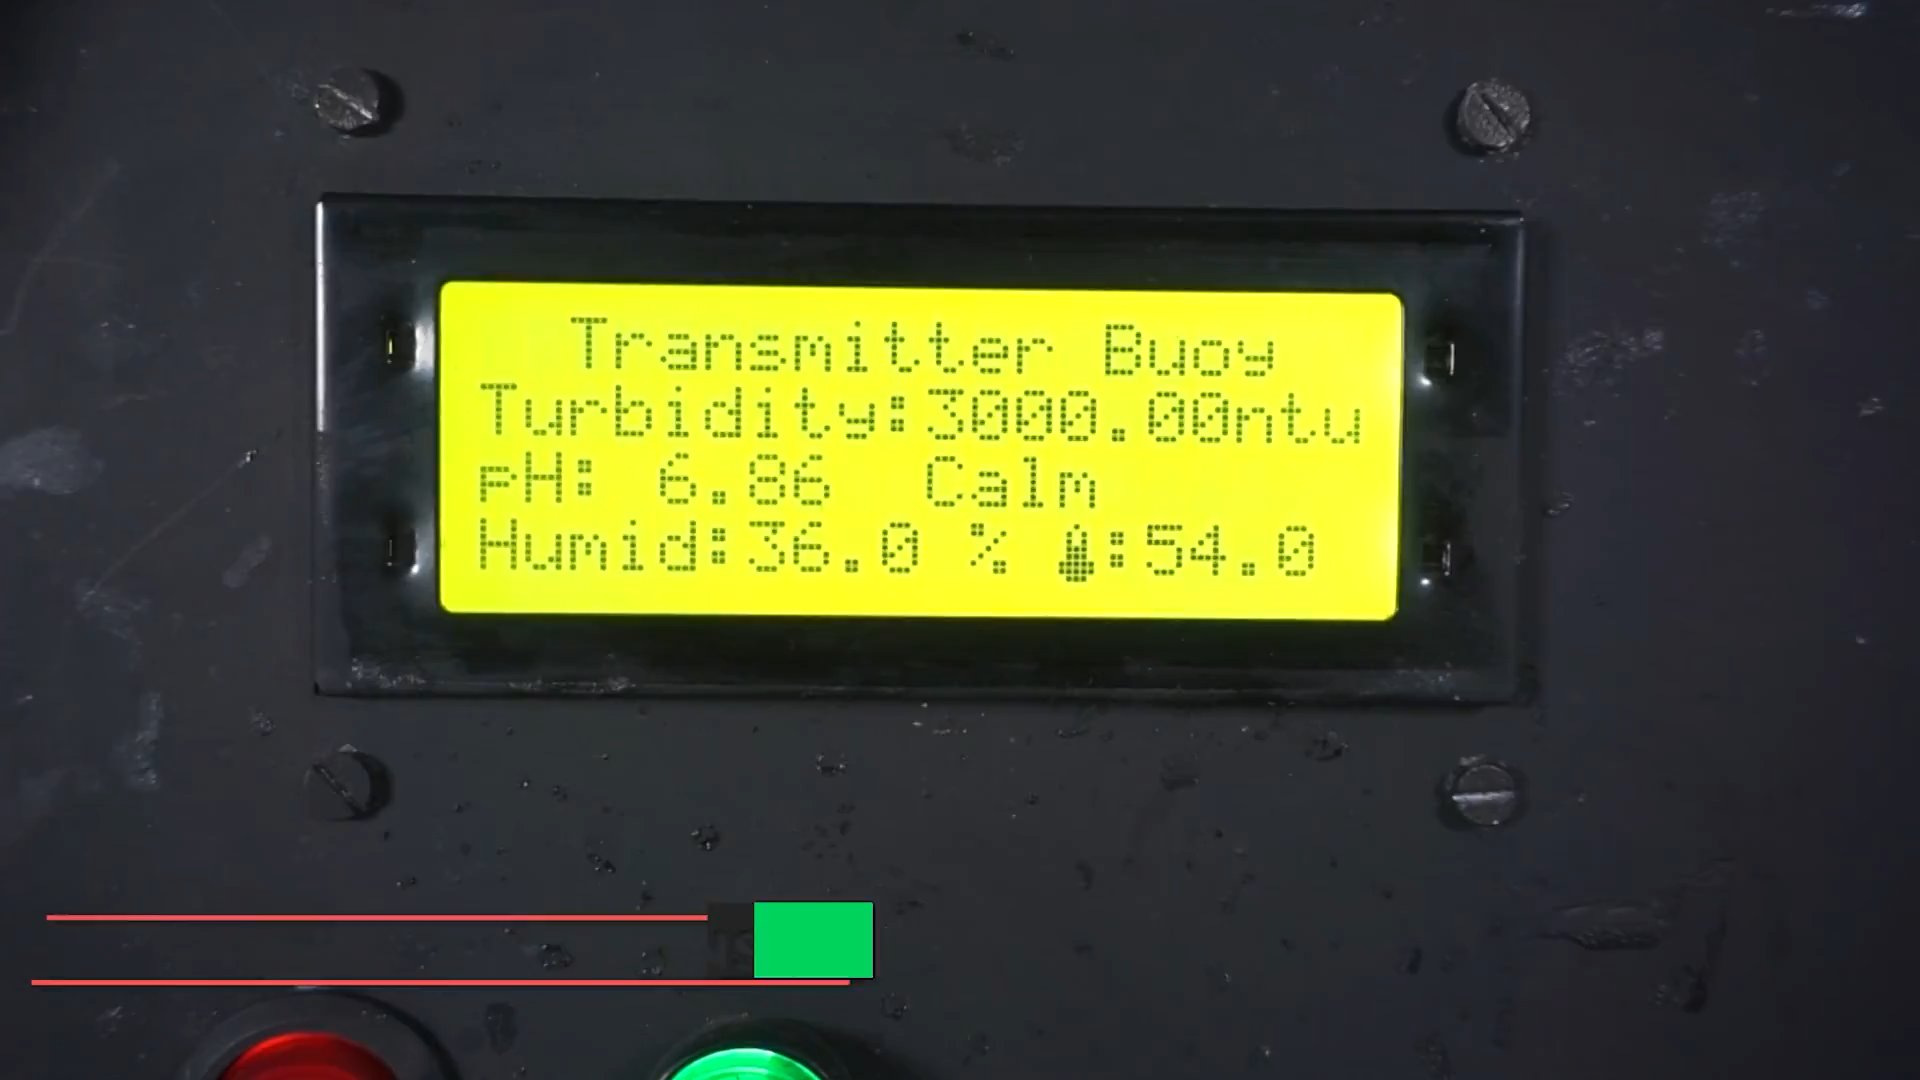 Transmitter Buoy
Turbidity:3000.00ntu
pH: 6.86 Calm
Humid:36.0 % :54.0